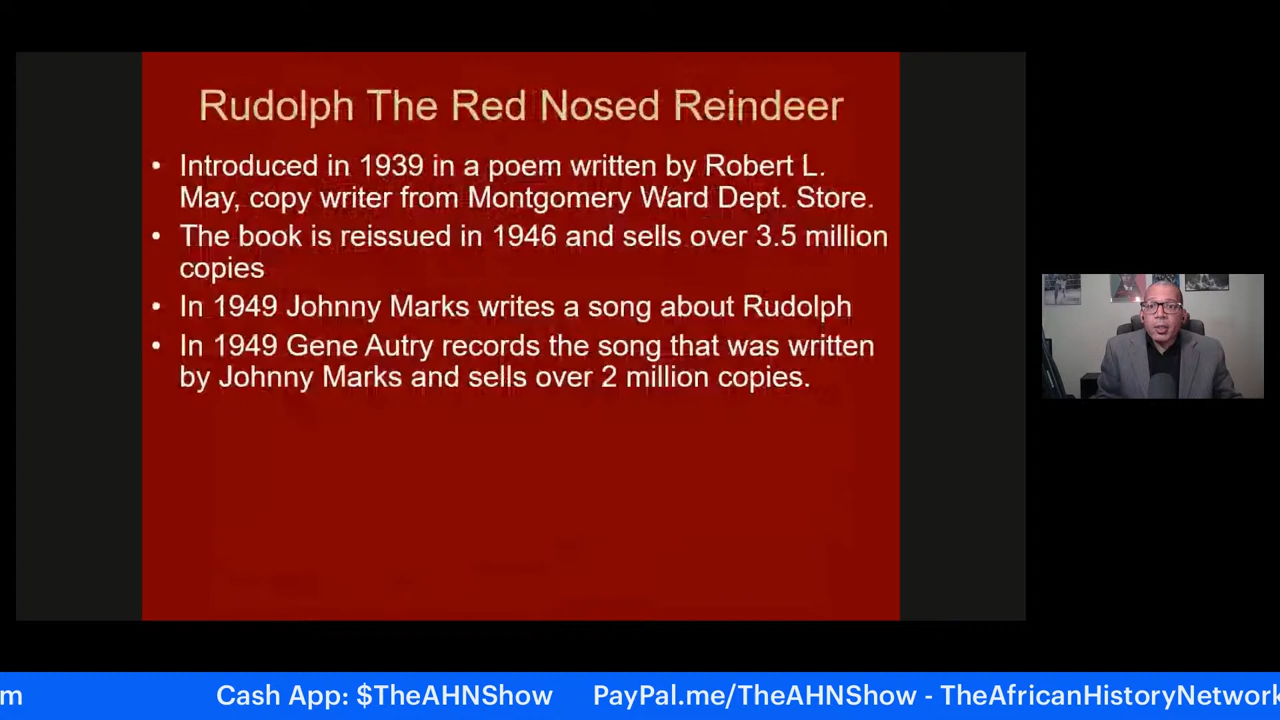 Rudolph The Red Nosed Reindeer
• Introduced in 1939 in a poem written by Robert L.
May, copy writer from Montgomery Ward Dept. Store.
• The book is reissued in 1946 and sells over 3.5 million
copies
• In 1949 Johnny Marks writes a song about Rudolph
• In 1949 Gene Autry records the song that was written
by Johnny Marks and sells over 2 million copies.
m Cash App: $TheAHNShow PayPal.me/TheAHNShow - TheAfricanHistoryNetwork